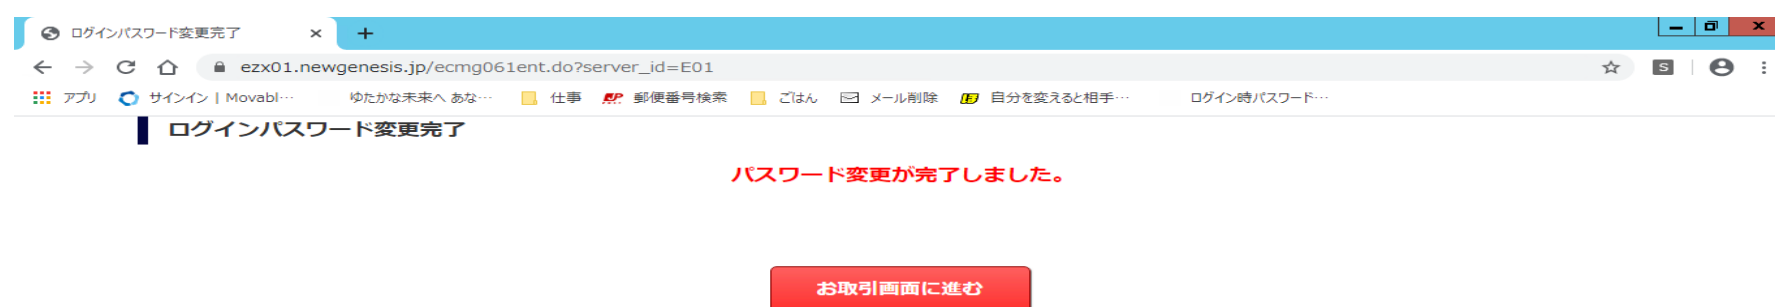 ログインパスワード変更完了
ezx01.newgenesis.jp/ecmg061ent.do?server_id=E01
アプリ サインイン | Movabl… ゆたかな未来へ あな… 仕事 郵便番号検索 ごはん メール削除 自分を変えると相手… ログイン時パスワード…
ログインパスワード変更完了
パスワード変更が完了しました。
お取引画面に進む